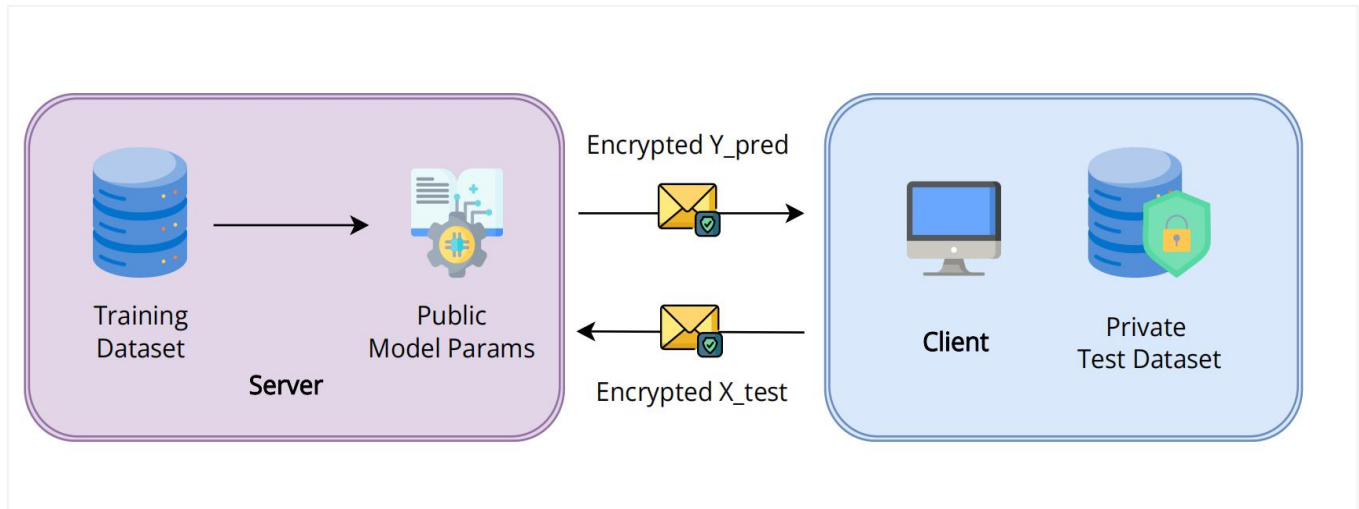 Encrypted Y_pred
Training
Dataset
Public
Model Params
Server
Encrypted X_test
Client
Private
Test Dataset